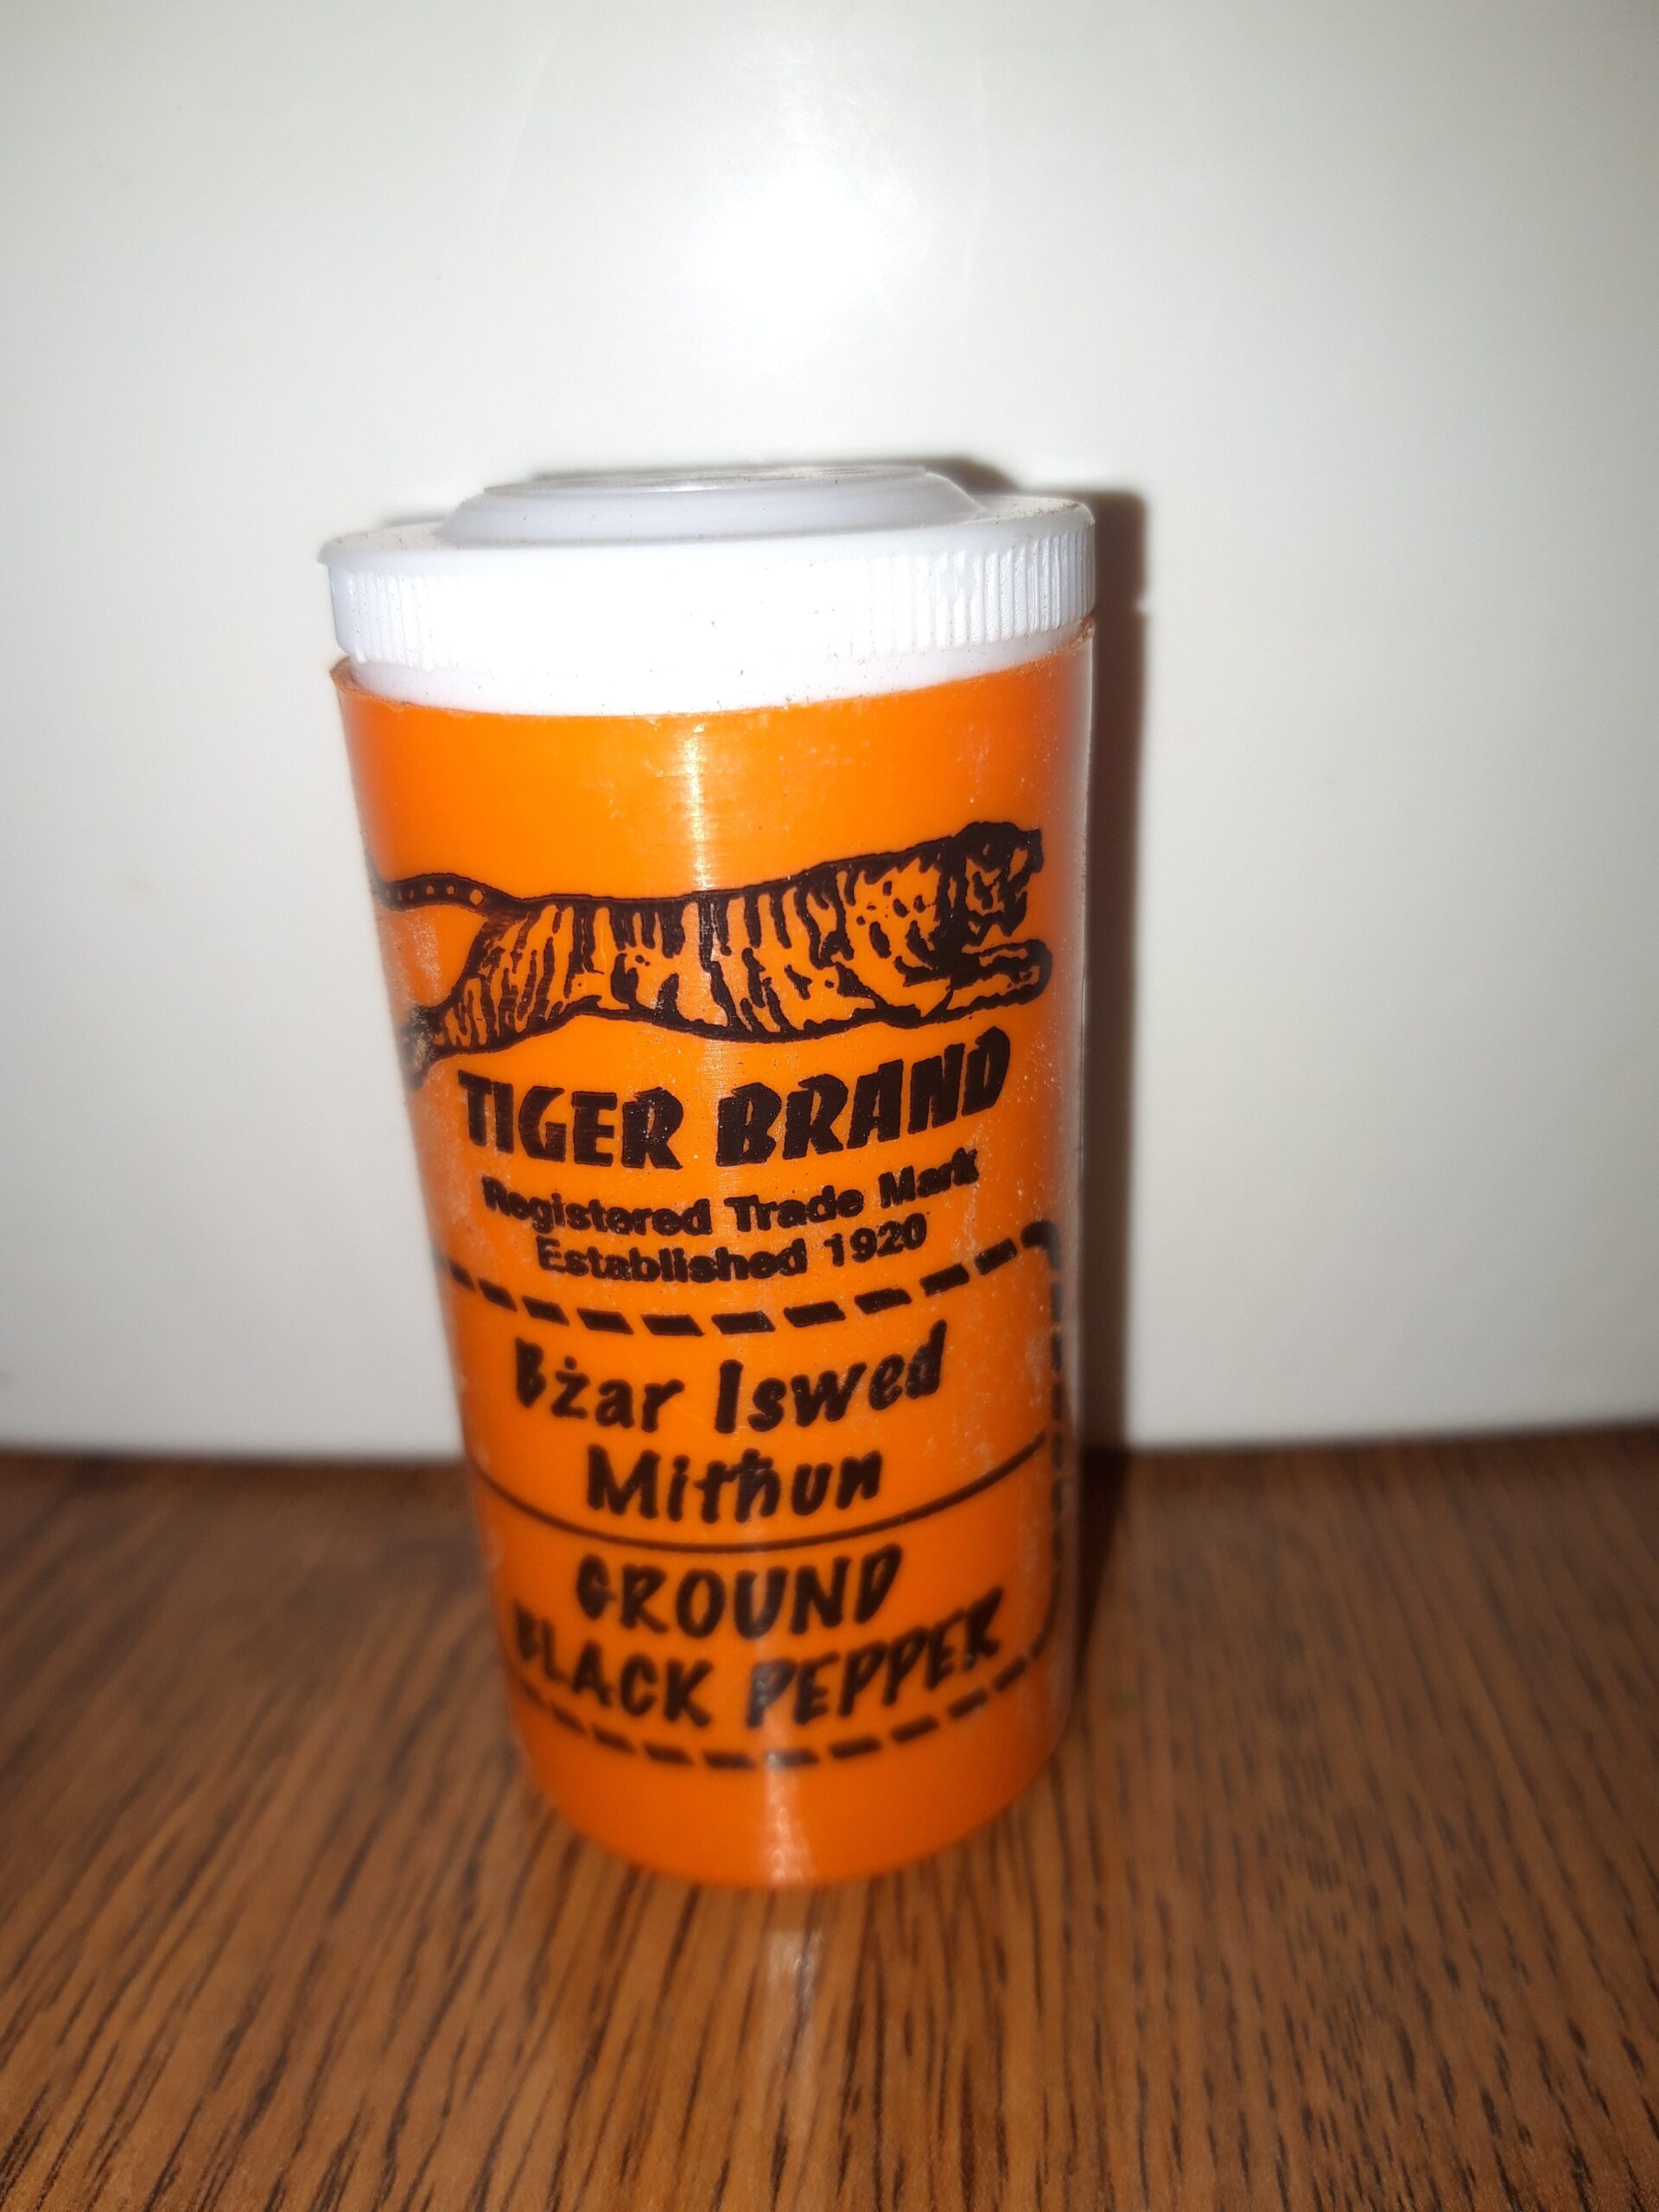 TIGER BRAND
Registered Trade Mark
Established 1920
Bżar Iswed
Mitħun
GROUND
BLACK PEPPER